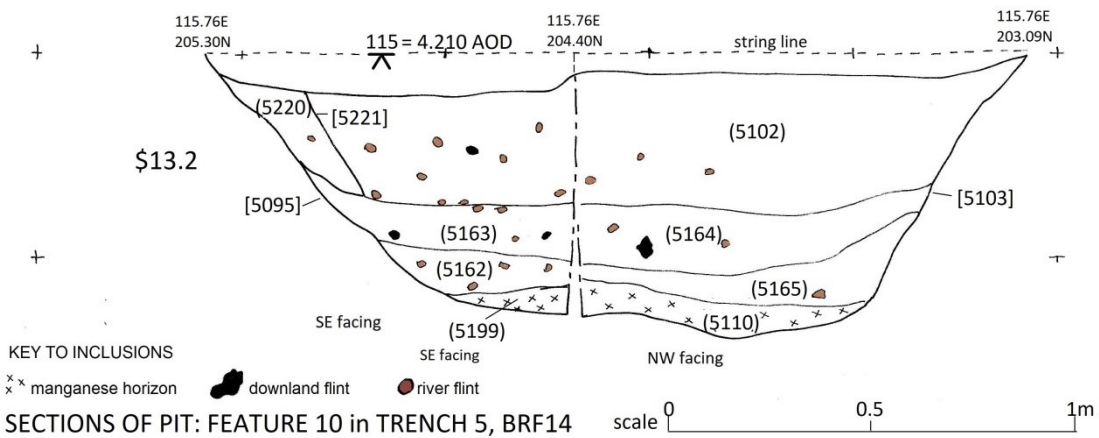 115.76E
205.30N
115 = 4.210 AOD
115.76E
204.40N
string line
115.76E
203.09N
(5220)
[5221]
(5102)
$13.2
[5095]
[5103]
(5163)
(5164)
(5162)
(5165)
(5199)
(5110)
SE facing
SE facing
NW facing
KEY TO INCLUSIONS
manganese horizon
downland flint
river flint
SECTIONS OF PIT: FEATURE 10 in TRENCH 5, BRF14
scale
0
0.5
1m